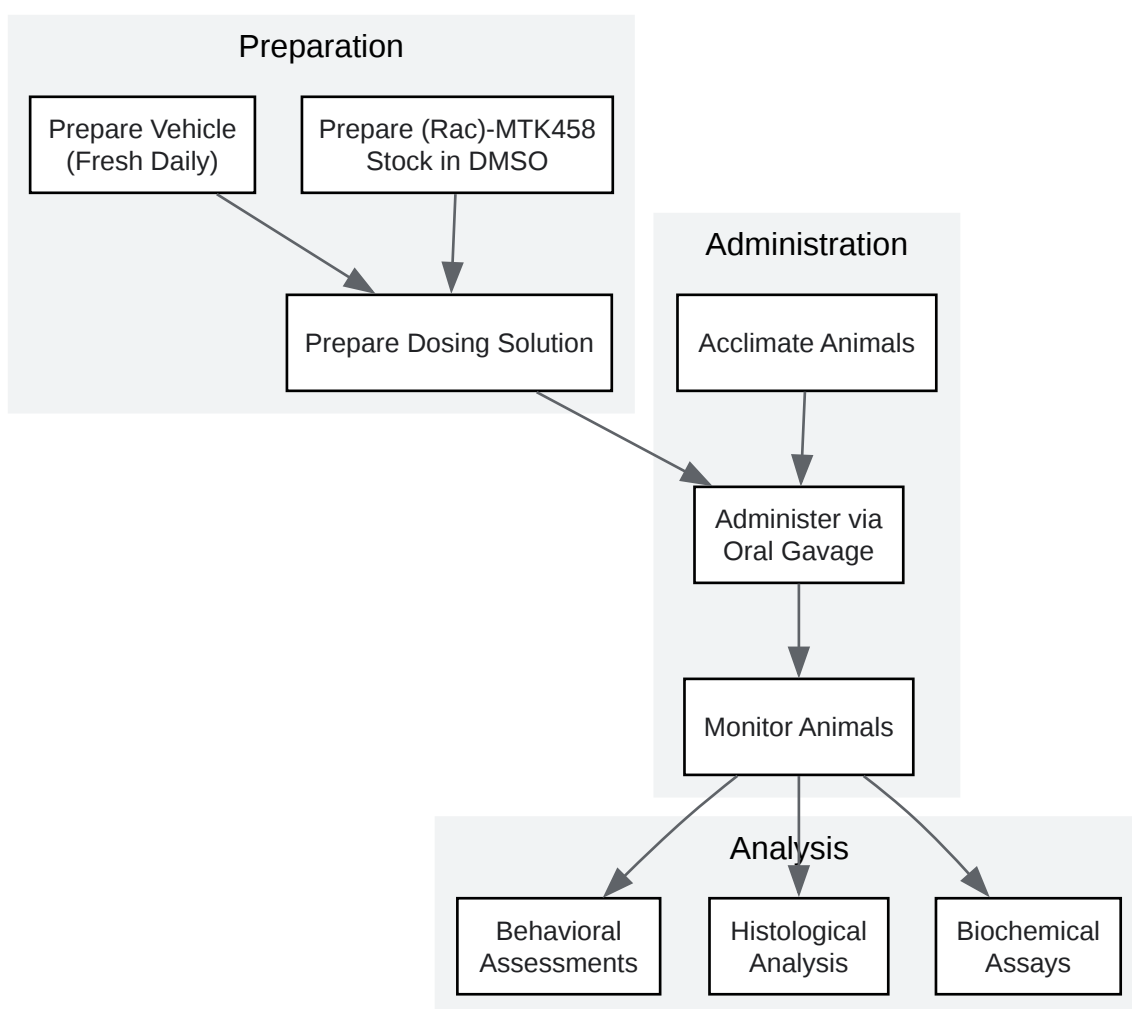 Preparation
Prepare Vehicle
(Fresh Daily)
Prepare (Rac)-MTK458
Stock in DMSO
Prepare Dosing Solution
Administration
Acclimate Animals
Administer via
Oral Gavage
Monitor Animals
Analysis
Behavioral
Assessments
Histological
Analysis
Biochemical
Assays